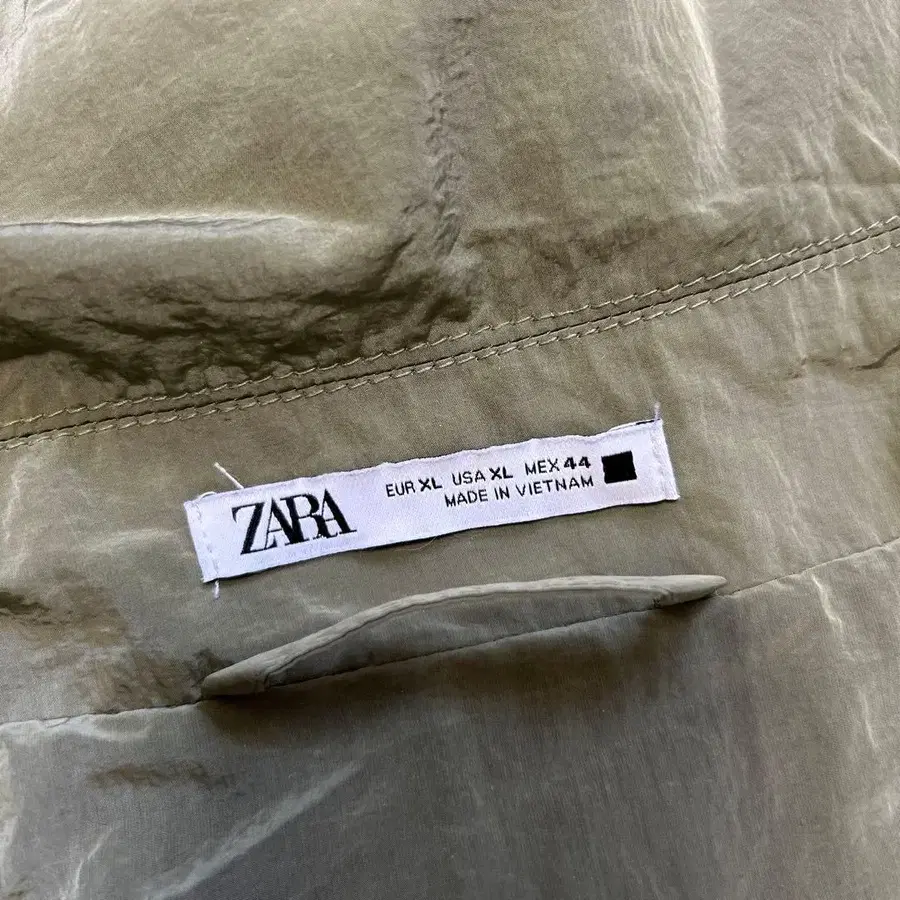 ZARA
EUR XL USA XL MEX 44
MADE IN VIETNAM